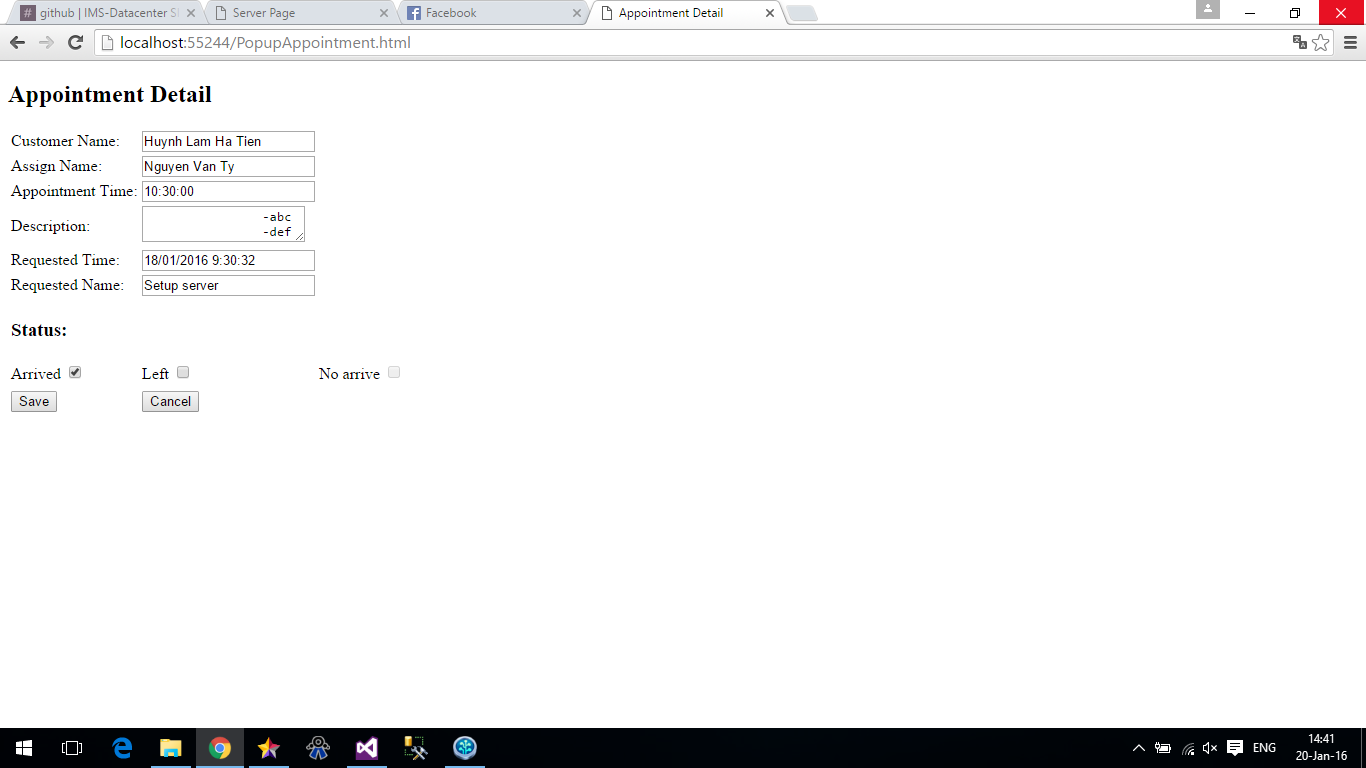 # github | IMS-Datacenter S
Server Page
Facebook
Appointment Detail
localhost:55244/PopupAppointment.html
Appointment Detail
Customer Name: Huynh Lam Ha Tien
Assign Name: Nguyen Van Ty
Appointment Time: 10:30:00
Description: -abc
-def
Requested Time: 18/01/2016 9:30:32
Requested Name: Setup server
Status:
Arrived Left No arrive
Save Cancel
ENG
14:41
20-Jan-16